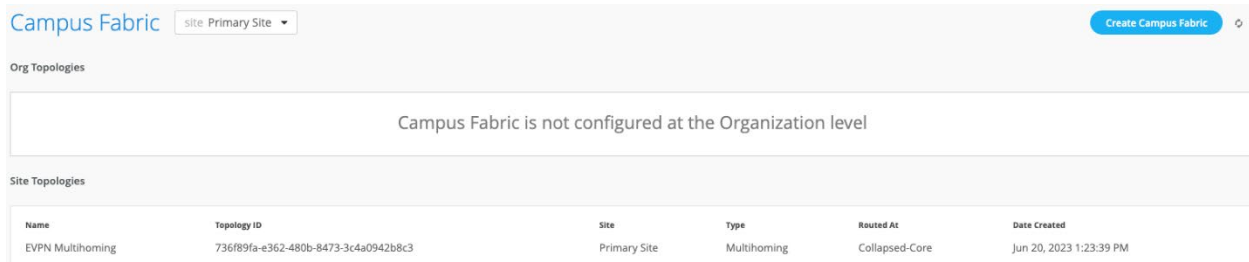 Campus Fabric site Primary Site Create Campus Fabric
Org Topologies
Campus Fabric is not configured at the Organization level
Site Topologies
Name Topology ID Site Type Routed At Date Created
EVPN Multihoming 736f89fa-e362-480b-8473-3c4a0942b8c3 Primary Site Multihoming Collapsed-Core Jun 20, 2023 1:23:39 PM